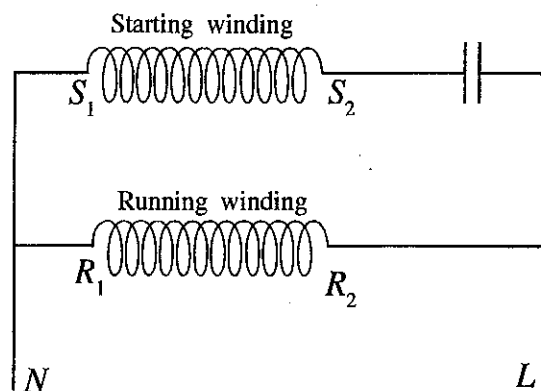 Starting winding
S₁ S₂
Running winding
R₁ R₂
N L